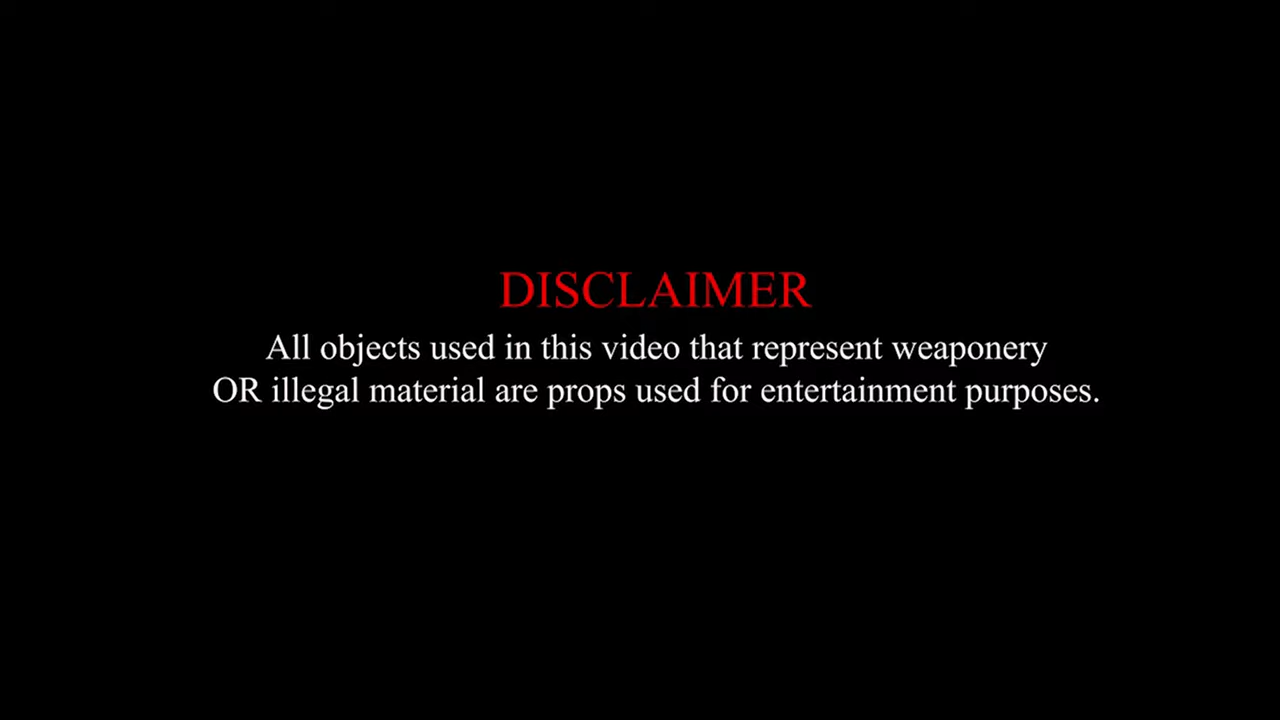 DISCLAIMER
All objects used in this video that represent weaponery
OR illegal material are props used for entertainment purposes.